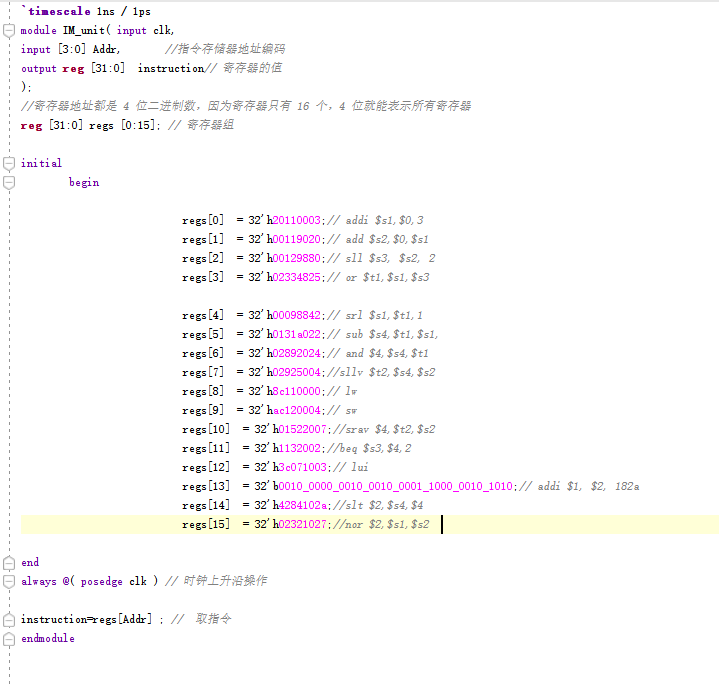 `timescale 1ns / 1ps
module IM_unit( input clk,
input [3:0] Addr,      //指令存储器地址编码
output reg [31:0]  instruction// 寄存器的值
);
//寄存器地址都是 4 位二进制数，因为寄存器只有 16 个，4 位就能表示所有寄存器
reg [31:0] regs [0:15]; // 寄存器组
initial
begin
regs[0]  = 32'h20110003;// addi $s1,$0,3
regs[1]  = 32'h00119020;// add $s2,$0,$s1
regs[2]  = 32'h00129880;// sll $s3, $s2, 2
regs[3]  = 32'h02334825;// or $t1,$s1,$s3
regs[4]  = 32'h00098842;// srl $s1,$t1,1
regs[5]  = 32'h0131a022;// sub $s4,$t1,$s1,
regs[6]  = 32'h02892024;// and $4,$s4,$t1
regs[7]  = 32'h02925004;//sllv $t2,$s4,$s2
regs[8]  = 32'h8c110000;// lw
regs[9]  = 32'hac120004;// sw
regs[10]  = 32'h01522007;//srav $4,$t2,$s2
regs[11]  = 32'h1132002;//beq $s3,$4,2
regs[12]  = 32'h3c071003;// lui
regs[13]  = 32'b0010_0000_0010_0010_0001_1000_0010_1010;// addi $1, $2, 182a
regs[14]  = 32'h4284102a;//slt $2,$s4,$4
regs[15]  = 32'h02321027;//nor $2,$s1,$s2
end
always @( posedge clk ) // 时钟上升沿操作
instruction=regs[Addr] ; //  取指令
endmodule